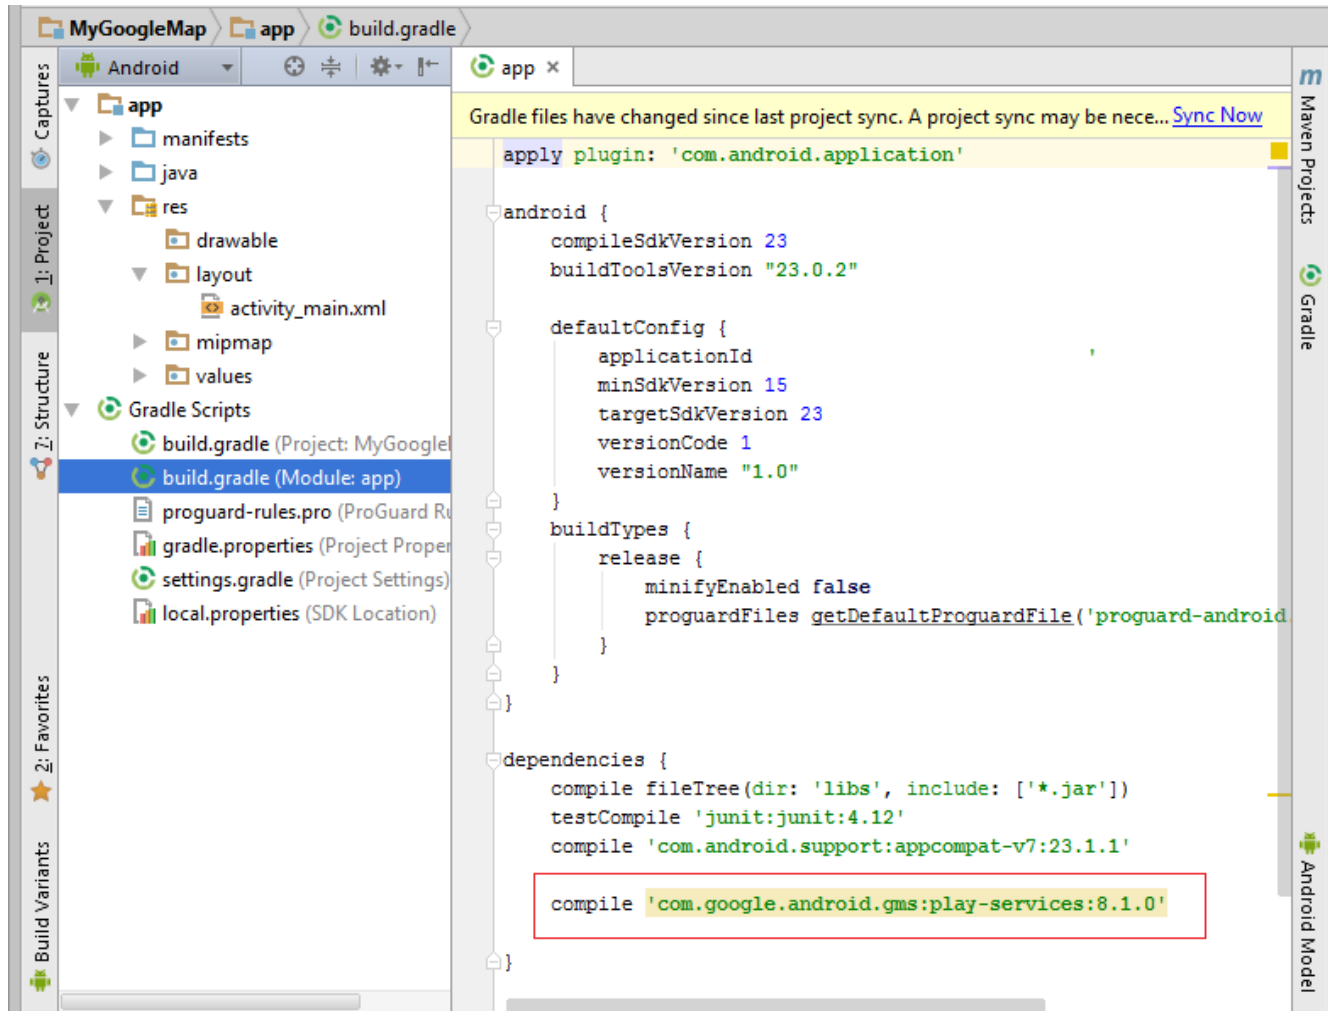 MyGoogleMap app build.gradle
Captures
1: Project
7: Structure
2: Favorites
Build Variants
Android
app
manifests
java
res
drawable
layout
activity_main.xml
mipmap
values
Gradle Scripts
build.gradle (Project: MyGoogle
build.gradle (Module: app)
proguard-rules.pro (ProGuard Ru
gradle.properties (Project Proper
settings.gradle (Project Settings)
local.properties (SDK Location)
app
Gradle files have changed since last project sync. A project sync may be nece... Sync Now
apply plugin: 'com.android.application'
android {
compileSdkVersion 23
buildToolsVersion "23.0.2"
defaultConfig {
applicationId '
minSdkVersion 15
targetSdkVersion 23
versionCode 1
versionName "1.0"
}
buildTypes {
release {
minifyEnabled false
proguardFiles getDefaultProguardFile('proguard-android.
}
}
}
dependencies {
compile fileTree(dir: 'libs', include: ['*.jar'])
testCompile 'junit:junit:4.12'
compile 'com.android.support:appcompat-v7:23.1.1'
compile 'com.google.android.gms:play-services:8.1.0'
}
m Maven Projects
Gradle
Android Model